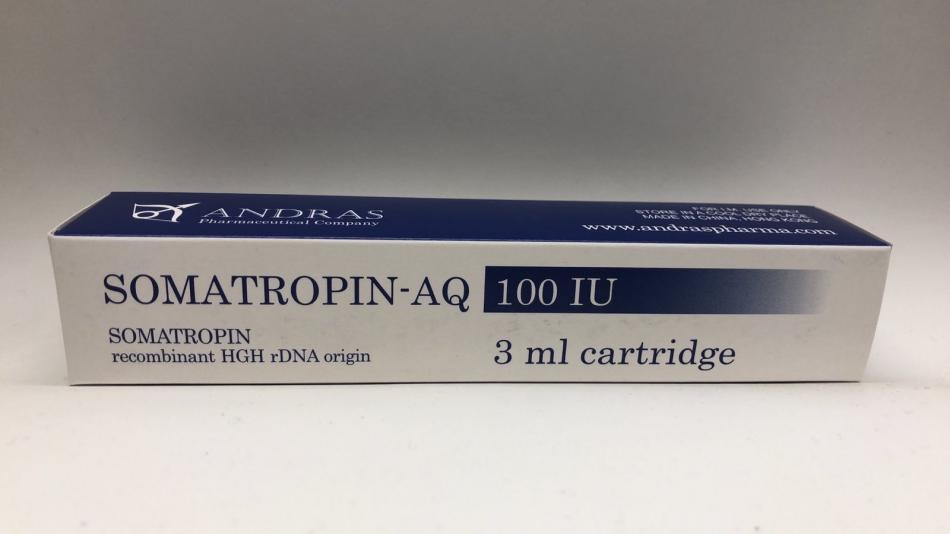 ANDRAS
Pharmaceutical Company
FOR I.M. USE ONLY
STORE IN A COOL DRY PLACE
MADE IN CHINA, HONG KONG
www.andraspharma.com
SOMATROPIN-AQ 100 IU
SOMATROPIN
recombinant HGH rDNA origin
3 ml cartridge